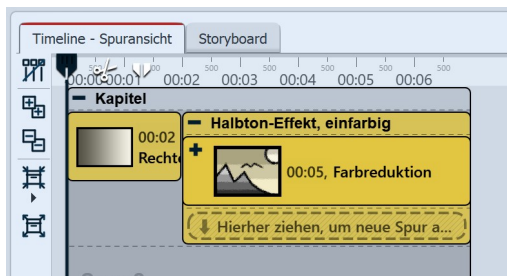 Timeline - Spuransicht Storyboard
500 500 500 500 500 500
00:00 00:01 00:02 00:03 00:04 00:05 00:06
Kapitel
Halbton-Effekt, einfarbig
00:02
Rechte
00:05, Farbreduktion
Hierher ziehen, um neue Spur a...